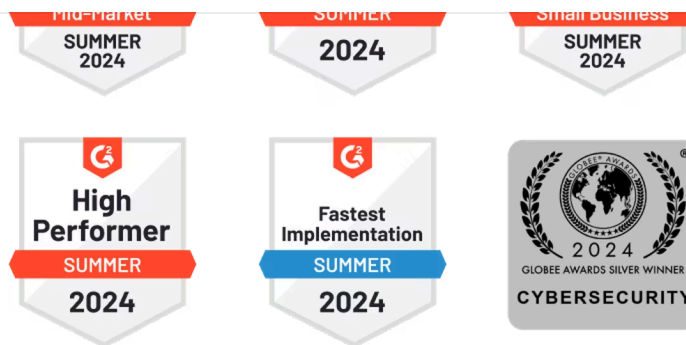 Mid-Market
SUMMER
2024
SUMMER
2024
Small Business
SUMMER
2024
G2
High
Performer
SUMMER
2024
G2
Fastest
Implementation
SUMMER
2024
GLOBEE® AWARDS
2024
GLOBEE AWARDS SILVER WINNER
CYBERSECURITY
®